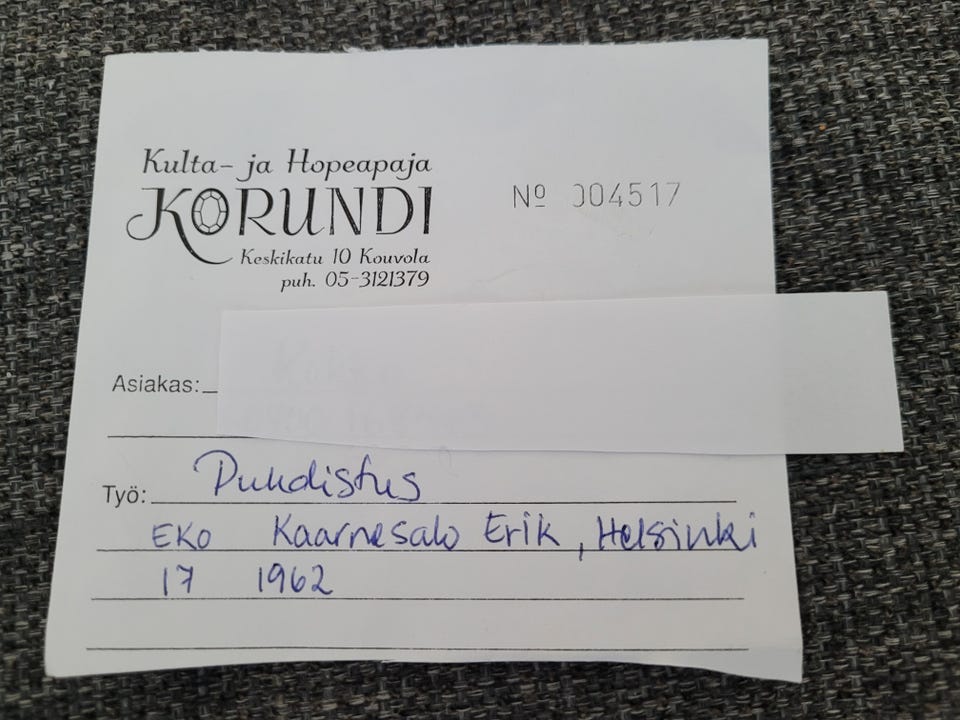 Kulta- ja Hopeapaja
KORUNDI
Nº 004517
Keskikatu 10 Kouvola
puh. 05-3121379
Asiakas:
Työ: Puhdistus
EKO Kaarnesalo Erik, Helsinki
17 1962